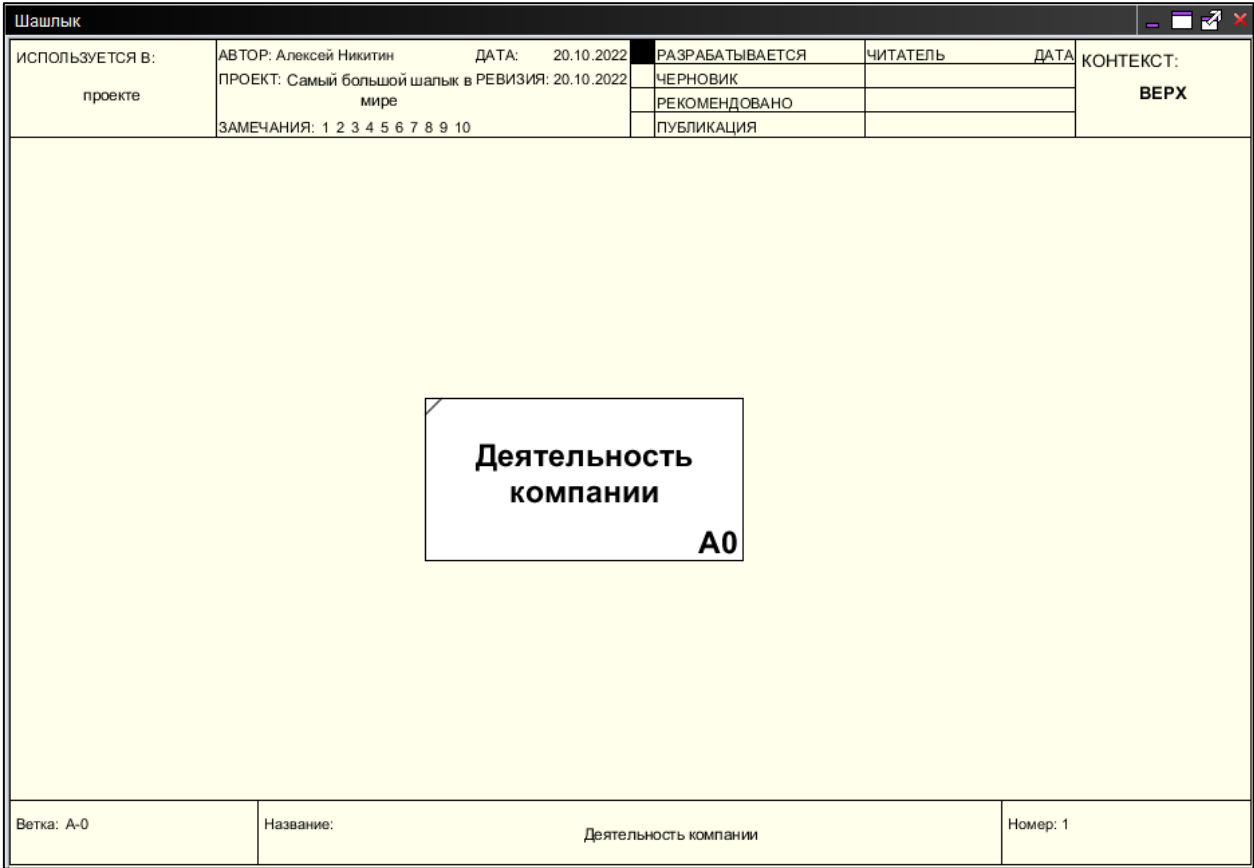 Шашлык
ИСПОЛЬЗУЕТСЯ В:
проекте
АВТОР: Алексей Никитин ДАТА: 20.10.2022
ПРОЕКТ: Самый большой шалык в РЕВИЗИЯ: 20.10.2022
мире
ЗАМЕЧАНИЯ: 1 2 3 4 5 6 7 8 9 10
РАЗРАБАТЫВАЕТСЯ ЧИТАТЕЛЬ ДАТА
ЧЕРНОВИК
РЕКОМЕНДОВАНО
ПУБЛИКАЦИЯ
КОНТЕКСТ:
ВЕРХ
Деятельность
компании
A0
Ветка: A-0
Название:
Деятельность компании
Номер: 1